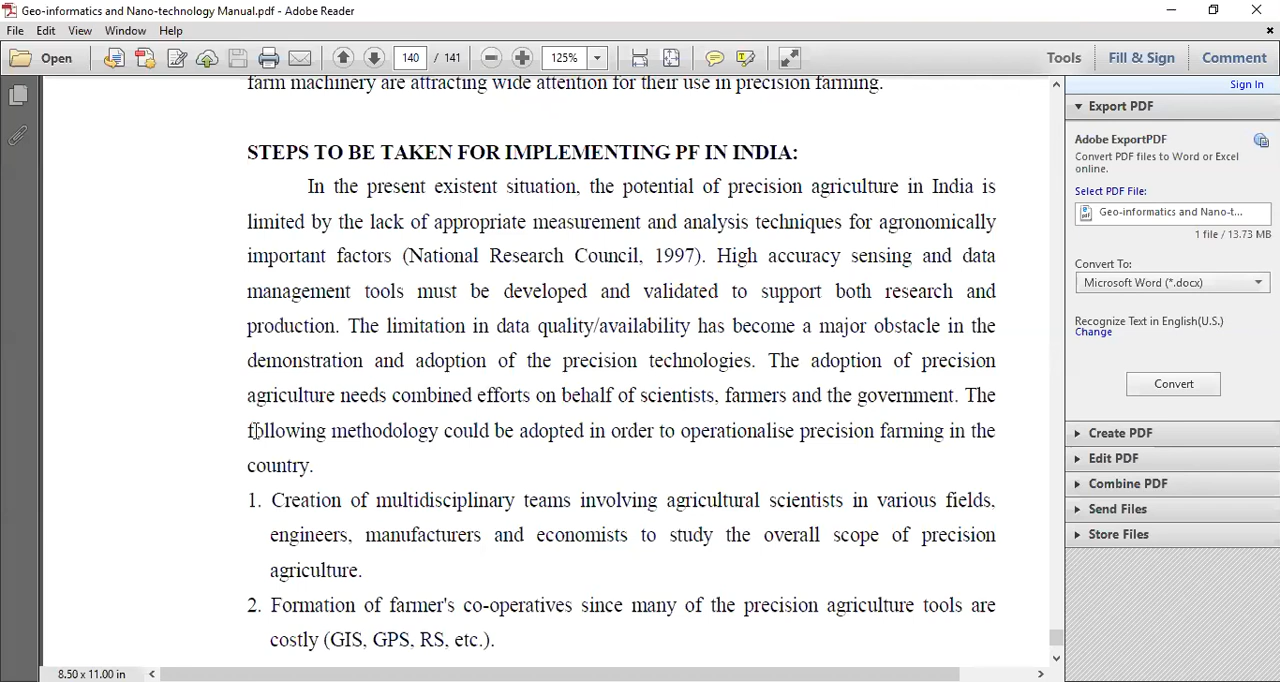 Geo-informatics and Nano-technology Manual.pdf - Adobe Reader
File Edit View Window Help
Open 140 / 141 125% Tools Fill & Sign Comment
Sign In
farm machinery are attracting wide attention for their use in precision farming.
STEPS TO BE TAKEN FOR IMPLEMENTING PF IN INDIA:
In the present existent situation, the potential of precision agriculture in India is
limited by the lack of appropriate measurement and analysis techniques for agronomically
important factors (National Research Council, 1997). High accuracy sensing and data
management tools must be developed and validated to support both research and
production. The limitation in data quality/availability has become a major obstacle in the
demonstration and adoption of the precision technologies. The adoption of precision
agriculture needs combined efforts on behalf of scientists, farmers and the government. The
following methodology could be adopted in order to operationalise precision farming in the
country.
1. Creation of multidisciplinary teams involving agricultural scientists in various fields,
engineers, manufacturers and economists to study the overall scope of precision
agriculture.
2. Formation of farmer's co-operatives since many of the precision agriculture tools are
costly (GIS, GPS, RS, etc.).
8.50 x 11.00 in
Export PDF
Adobe ExportPDF
Convert PDF files to Word or Excel
online.
Select PDF File:
Geo-informatics and Nano-t...
1 file / 13.73 MB
Convert To:
Microsoft Word (*.docx)
Recognize Text in English(U.S.)
Change
Convert
Create PDF
Edit PDF
Combine PDF
Send Files
Store Files